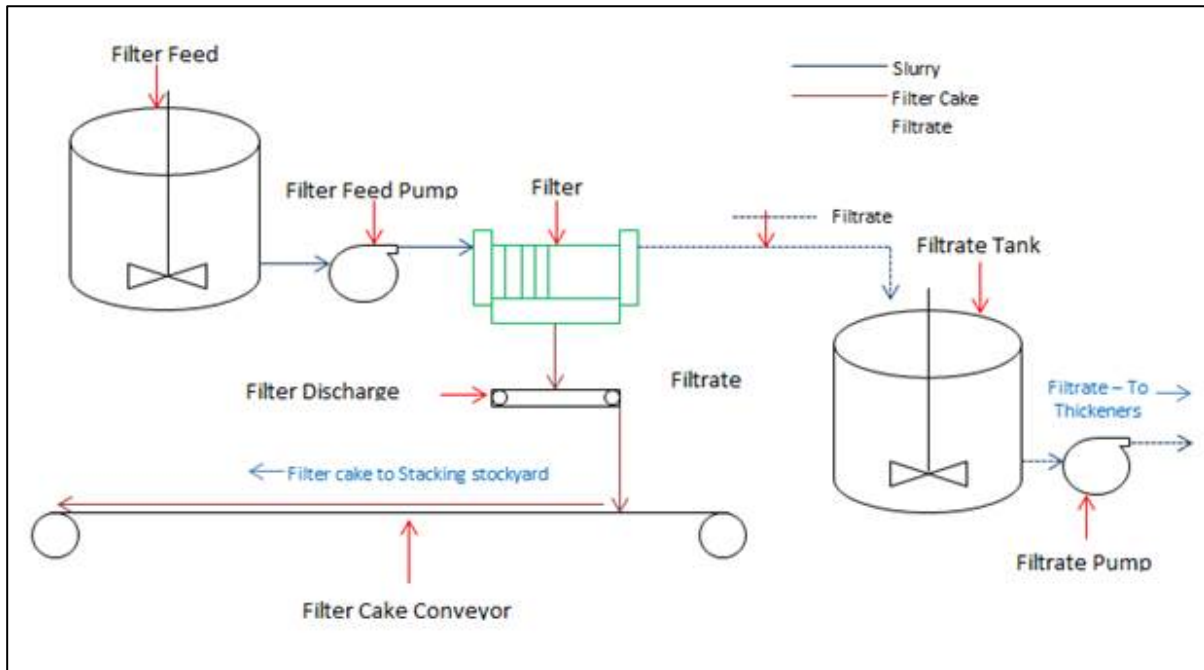 Filter Feed
Slurry
Filter Cake
Filtrate
Filter Feed Pump
Filter
Filtrate
Filtrate Tank
Filter Discharge
Filtrate
Filtrate – To
Thickeners
Filter cake to Stacking stockyard
Filtrate Pump
Filter Cake Conveyor